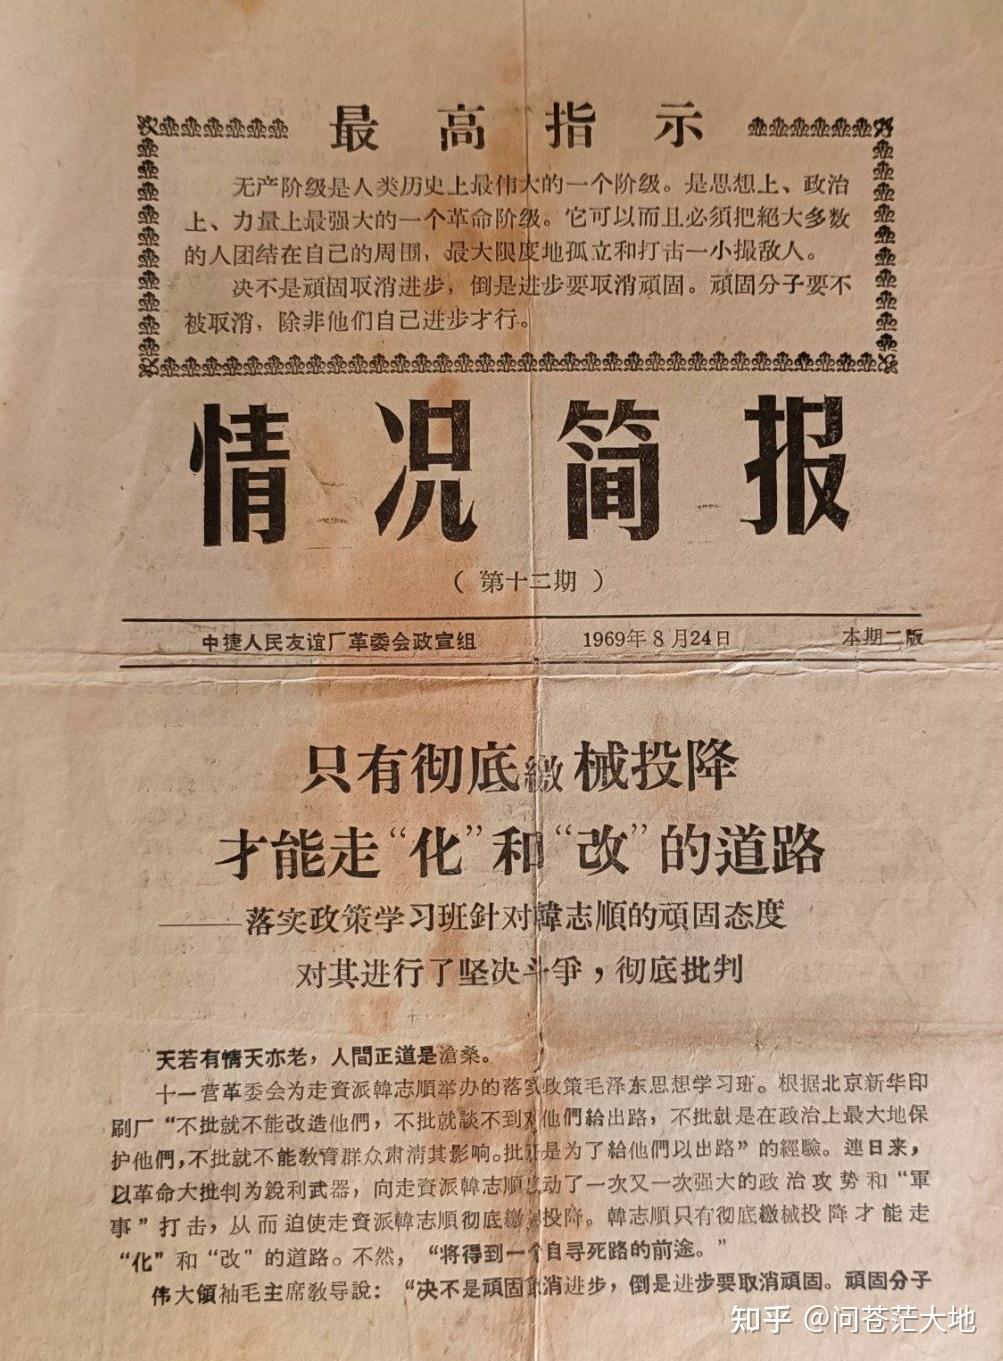 最高指示
无产阶级是人类历史上最伟大的一个阶级。是思想上、政治
上、力量上最强大的一个革命阶级。它可以而且必須把絕大多数
的人团结在自己的周围，最大限度地孤立和打击一小撮敌人。
决不是頑固取消进步，倒是进步要取消頑固。頑固分子要不
被取消，除非他们自己进步才行。
情况简报
（第十二期）
中捷人民友谊厂革委会政宣组 1969年8月24日 本期二版
只有彻底繳械投降
才能走“化”和“改”的道路
——落实政策学习班針对韓志順的頑固态度
对其进行了坚决斗爭，彻底批判
天若有情天亦老，人間正道是滄桑。
十一营革委会为走資派韓志順举办的落实政策毛泽东思想学习班。根据北京新华印
刷厂“不批就不能改造他們，不批就談不到对他們給出路，不批就是在政治上最大地保
护他們，不批就不能教育群众肃清其影响。批 是为了給他們以出路”的經驗。連日来，
以革命大批判为銳利武器，向走資派韓志順 动了一次又一次强大的政治攻势和“軍
事”打击，从而迫使走資派韓志順彻底繳 投降。韓志順只有彻底繳械投降才能走
“化”和“改”的道路。不然，“将得到一个自寻死路的前途。”
伟大領袖毛主席教导說：“决不是頑固取消进步，倒是进步要取消頑固。頑固分子
知乎 @问苍茫大地